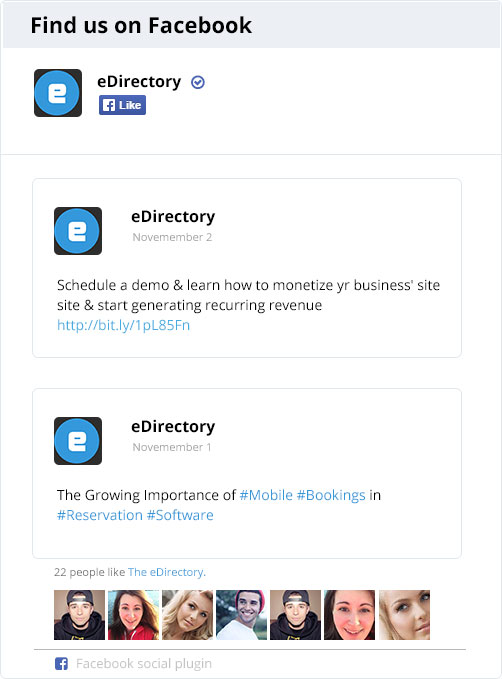 Find us on Facebook
e
eDirectory
Like
e
eDirectory
Novemember 2
Schedule a demo & learn how to monetize yr business' site
site & start generating recurring revenue
http://bit.ly/1pL85Fn
e
eDirectory
Novemember 1
The Growing Importance of #Mobile #Bookings in
#Reservation #Software
22 people like The eDirectory.
Facebook social plugin